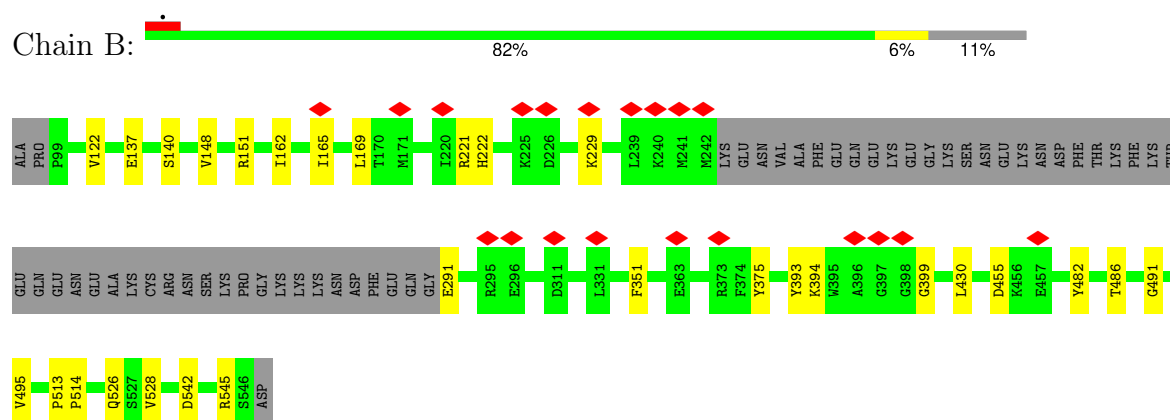 Chain B:
82% 6% 11%
ALA PRO P99 V122 E137 S140 V148 R151 I162 I165 L169 T170 M171 I220 R221 H222 K225 D226 K229 L239 K240 M241 M242 LYS GLU ASN VAL ALA PHE GLU GLN GLU LYS GLU GLY LYS SER ASN GLU LYS ASN ASP PHE THR LYS PHE LYS THR
GLU GLN GLU ASN GLU ALA LYS CYS ARG ASN SER LYS PRO GLY LYS LYS LYS ASN ASP PHE GLU GLN GLY E291 R295 E296 D311 L331 F351 E363 R373 F374 Y375 Y393 K394 W395 A396 G397 G398 G399 L430 D455 K456 E457 Y482 T486 G491
V495 P513 P514 Q526 S527 V528 D542 R545 S546 ASP